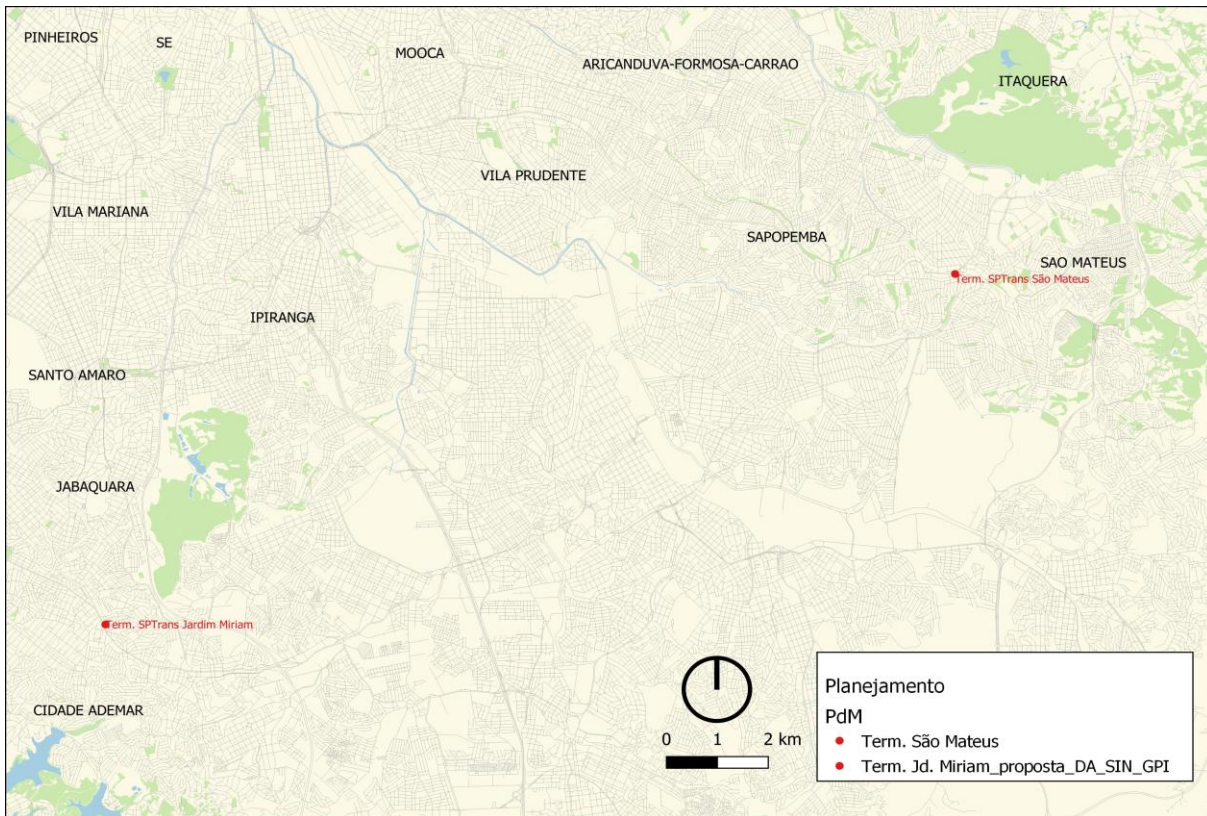 PINHEIROS
SE
MOOCA
ARICANDUVA-FORMOSA-CARRAO
ITAQUERA
VILA PRUDENTE
VILA MARIANA
SAPOPEMBA
SAO MATEUS
Term. SPTrans São Mateus
IPIRANGA
SANTO AMARO
JABAQUARA
Term. SPTrans Jardim Miriam
CIDADE ADEMAR
0 1 2 km
Planejamento
PdM
Term. São Mateus
Term. Jd. Miriam_proposta_DA_SIN_GPI